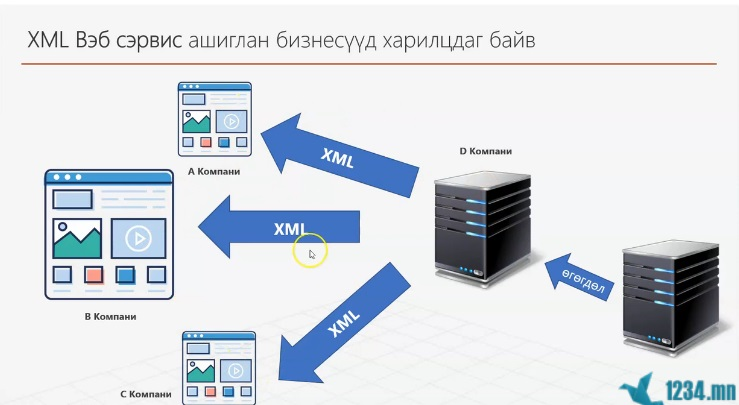 XML Вэб сэрвис ашиглан бизнесүүд харилцдаг байв
XML
D Компани
A Компани
XML
өгөгдөл
B Компани
XML
C Компани
1234.mn